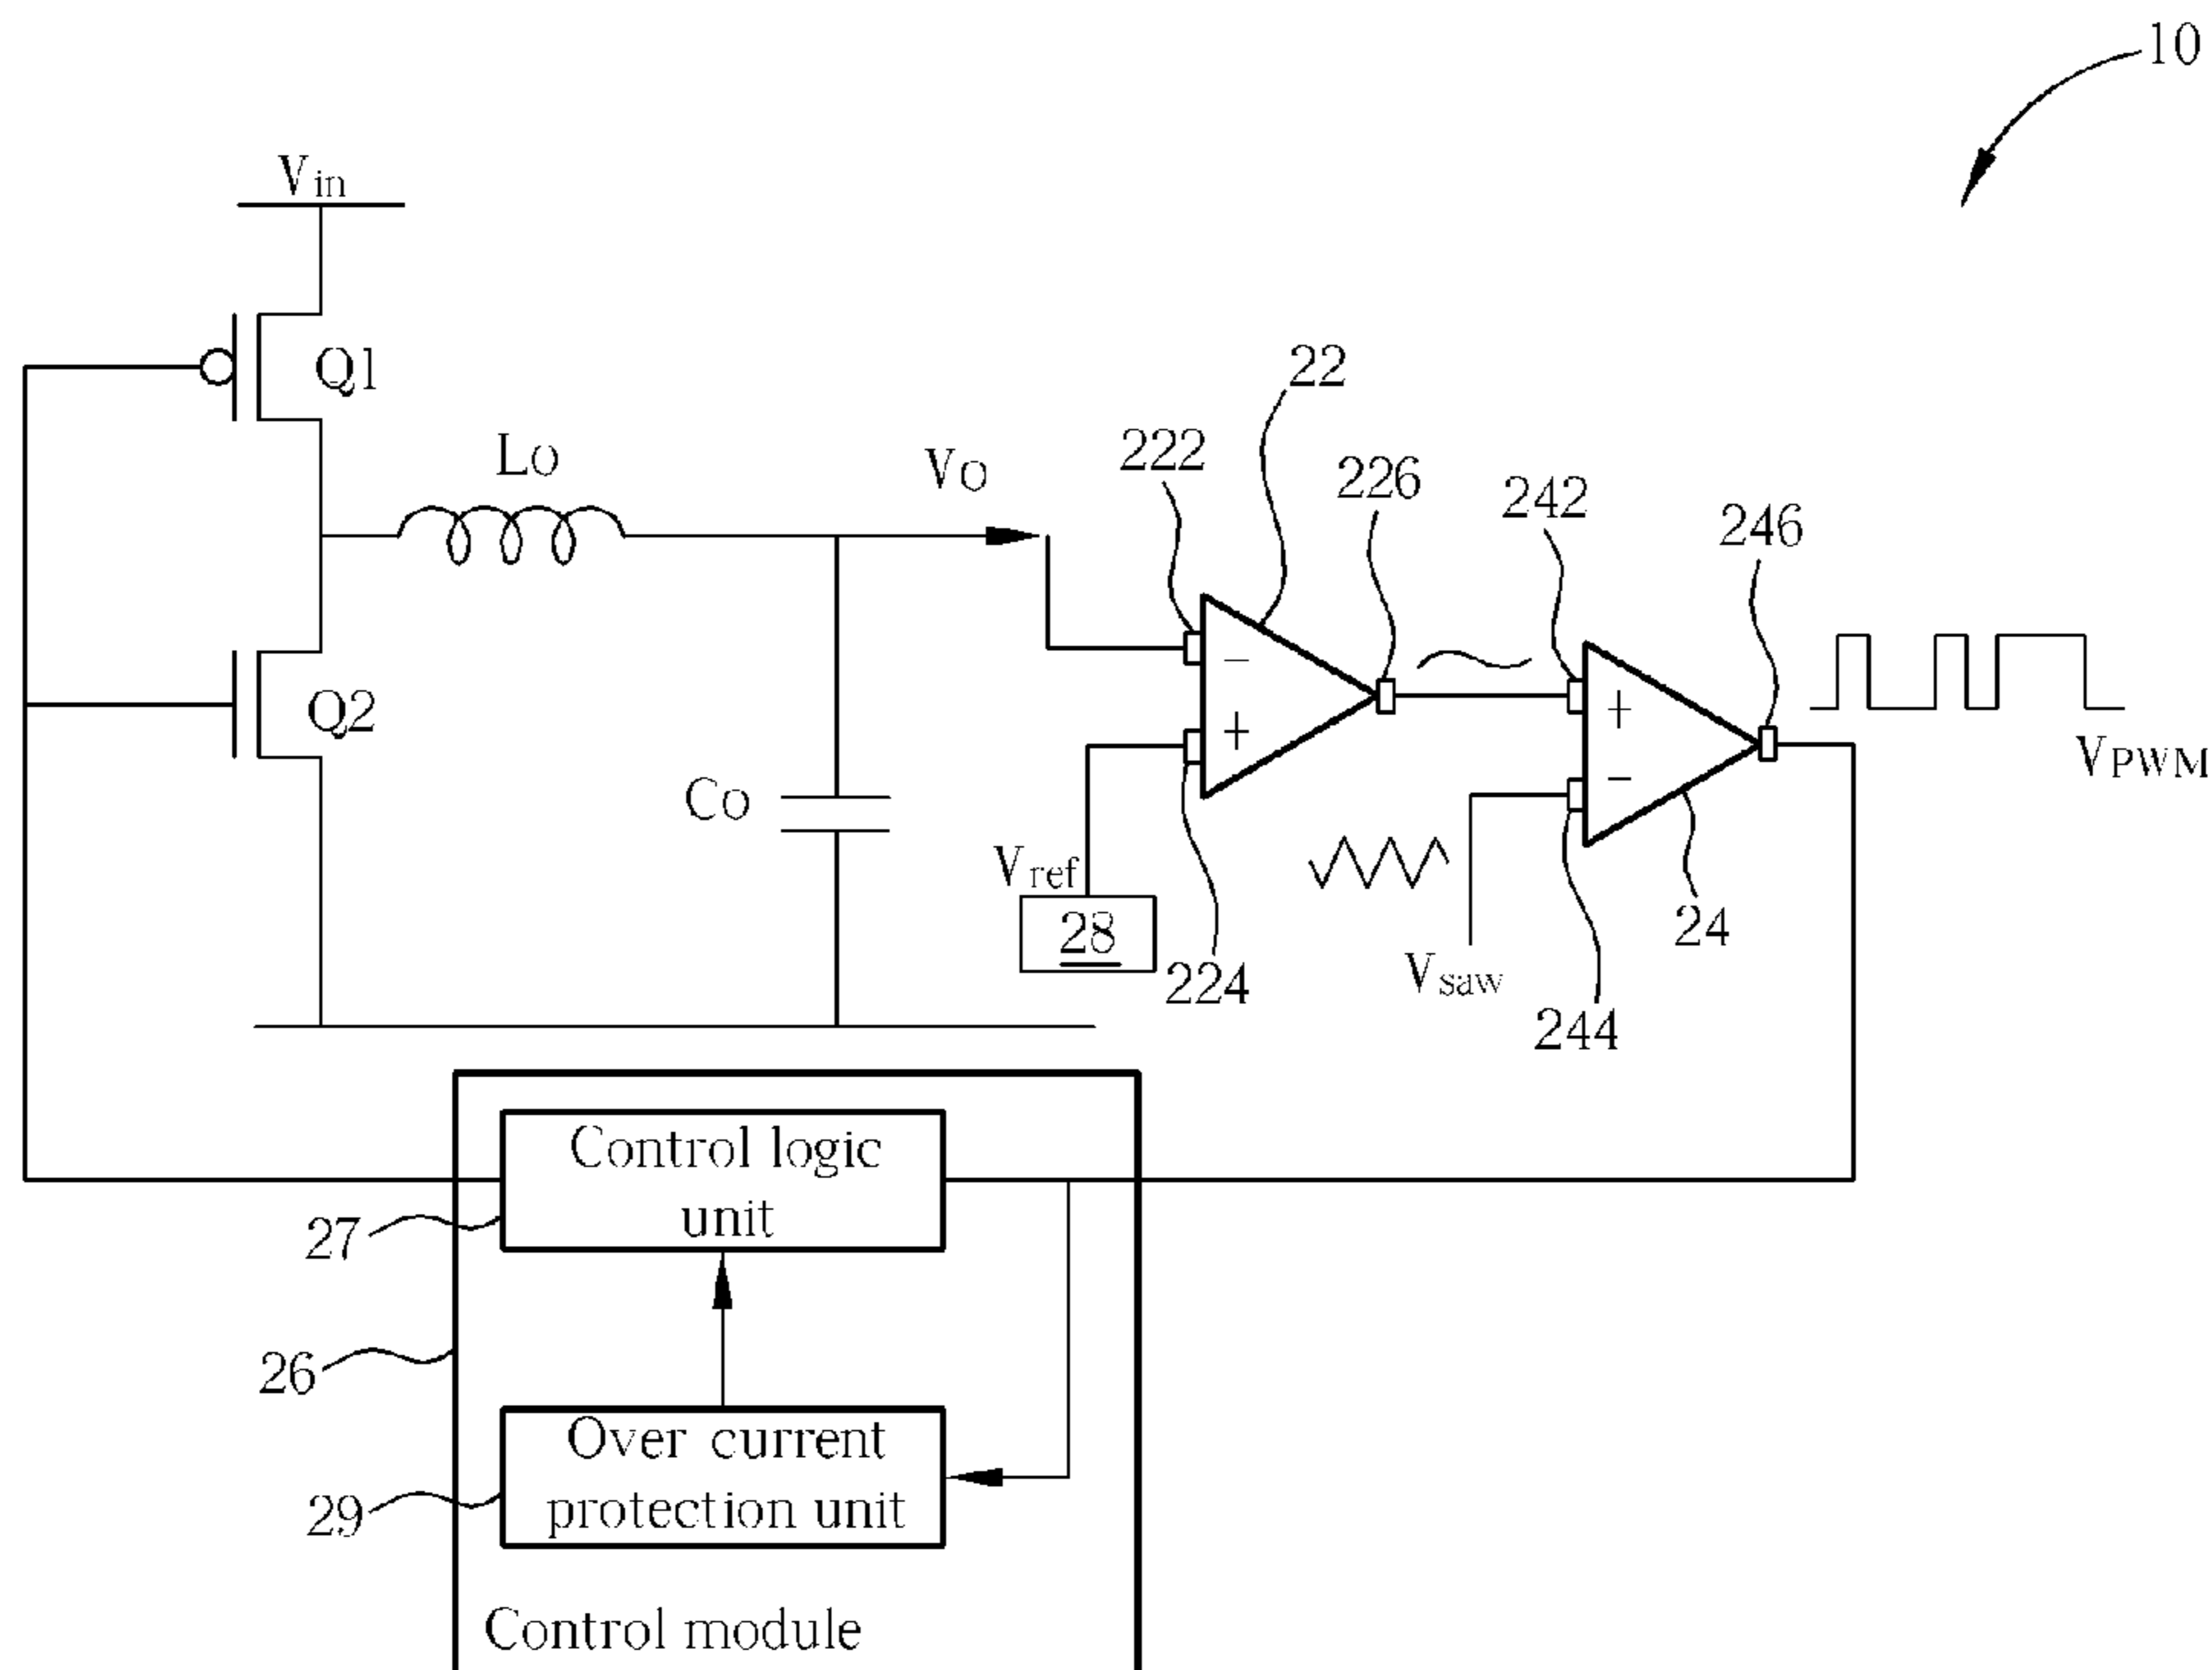 10
Vin
Q1
22
Lo
Vo
222
226
242
246
Q2
−
+
+
−
VPWM
Co
Vref
28
224
Vsaw
24
244
Control logic
unit
27
26
Over current
protection unit
29
Control module